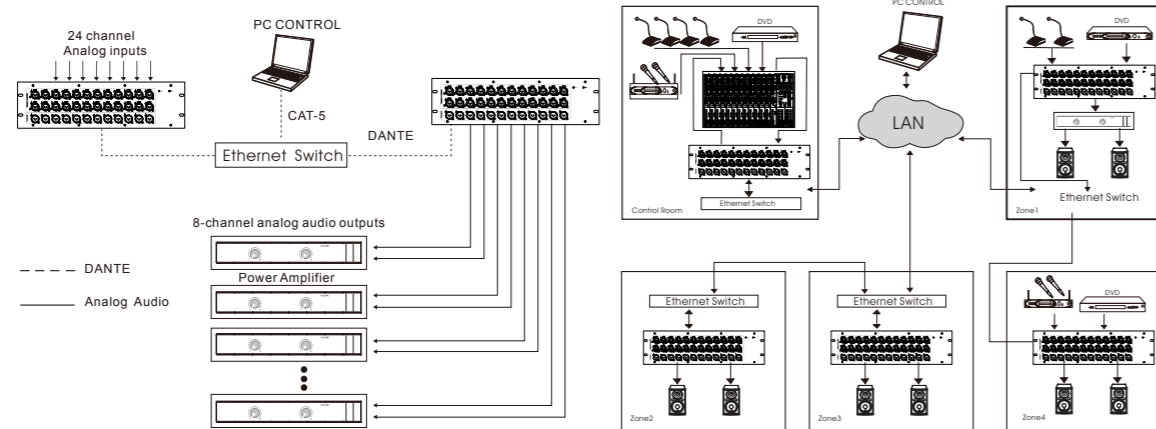 24 channel
Analog inputs
PC CONTROL
CAT-5
DANTE
Ethernet Switch
8-channel analog audio outputs
Power Amplifier
DANTE
Analog Audio
PC CONTROL
DVD
Control Room
Ethernet Switch
LAN
DVD
Ethernet Switch
Zone1
Ethernet Switch
Zone2
Ethernet Switch
Zone3
DVD
Zone4